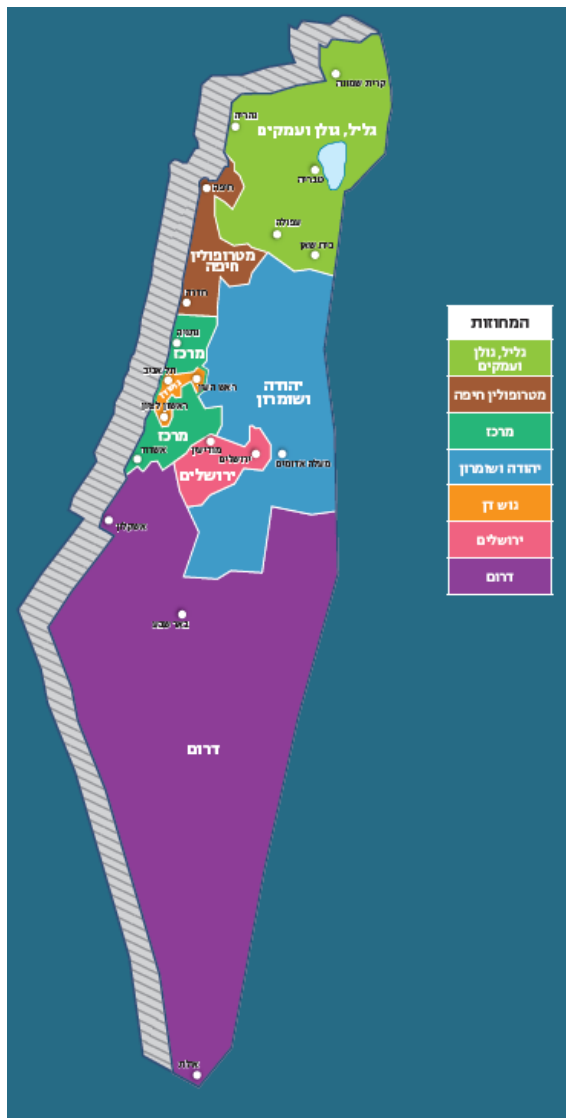 קרית שמונה
נהריה
גליל, גולן ועמקים
טבריה
חיפה
עפולה
בית שאן
מטרופולין
חיפה
חדרה
נתניה
מרכז
תל אביב
ראש העין
יהודה
ושומרון
ראשון לציון
מרכז
מודיעין
אשדוד
ירושלים
מעלה אדומים
ירושלים
אשקלון
באר שבע
דרום
אילת
המחוזות
גליל, גולן
ועמקים
מטרופולין חיפה
מרכז
יהודה ושומרון
גוש דן
ירושלים
דרום